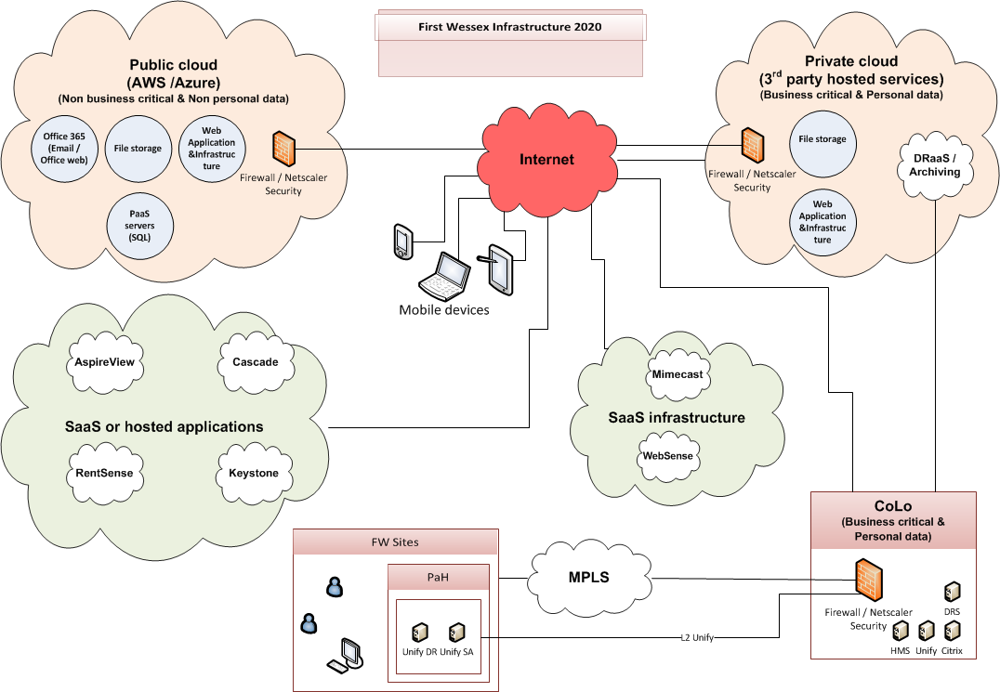 First Wessex Infrastructure 2020
Public cloud
(AWS /Azure)
(Non business critical & Non personal data)
Office 365
(Email /
Office web)
File storage
Web
Application
&Infrastruc
ture
Firewall / Netscaler
Security
PaaS
servers
(SQL)
Internet
Private cloud
(3rd party hosted services)
(Business critical & Personal data)
File storage
Firewall / Netscaler
Security
DRaaS /
Archiving
Web
Application
&Infrastruc
ture
Mobile devices
AspireView
Cascade
SaaS or hosted applications
RentSense
Keystone
Mimecast
SaaS infrastructure
WebSense
CoLo
(Business critical &
Personal data)
Firewall / Netscaler
Security
DRS
HMS
Unify
Citrix
FW Sites
PaH
Unify DR
Unify SA
MPLS
L2 Unify